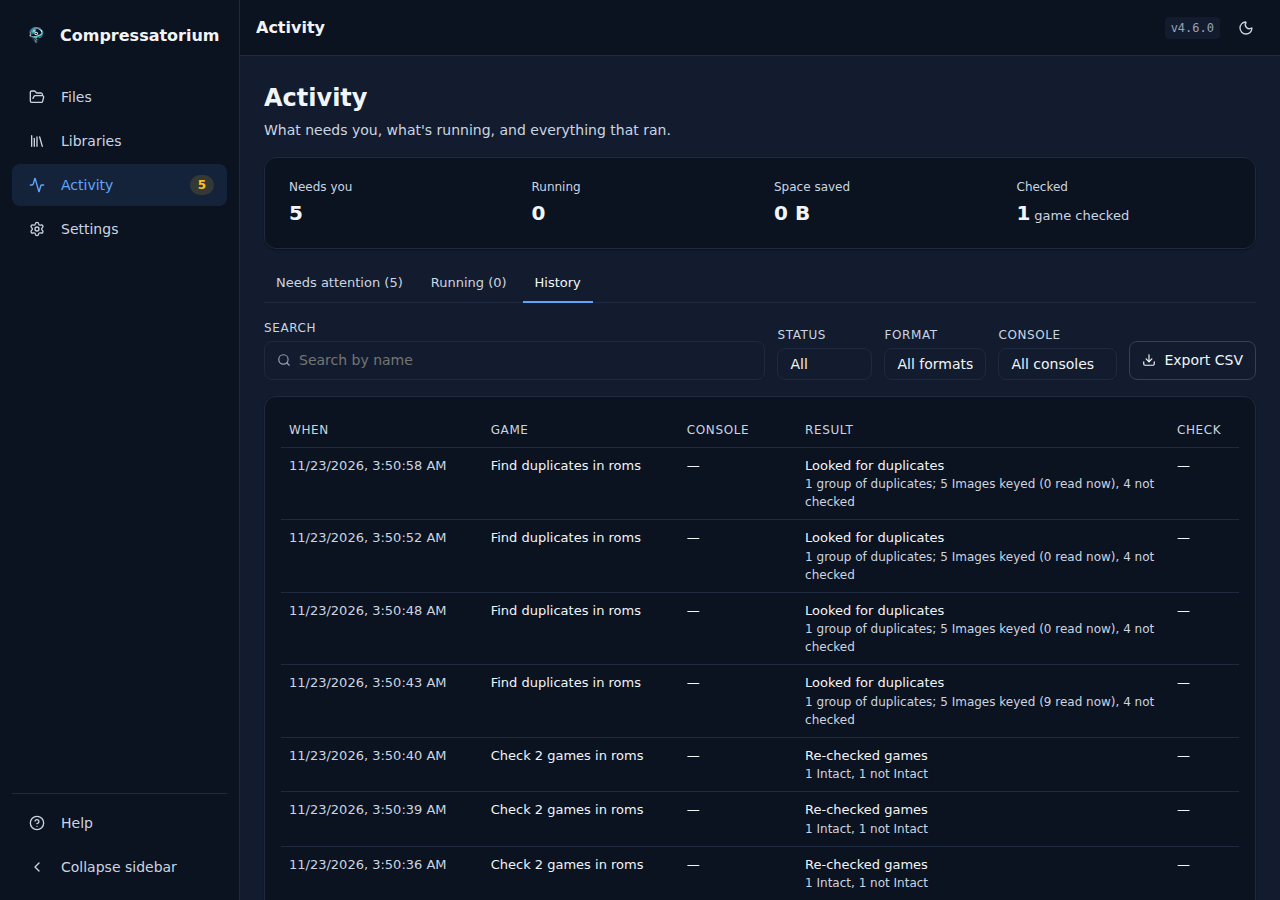 Compressatorium
Files
Libraries
Activity 5
Settings
Help
Collapse sidebar
Activity
v4.6.0
Activity
What needs you, what's running, and everything that ran.
Needs you Running Space saved Checked
5 0 0 B 1 game checked
Needs attention (5) Running (0) History
SEARCH STATUS FORMAT CONSOLE
Search by name All All formats All consoles Export CSV
WHEN GAME CONSOLE RESULT CHECK
11/23/2026, 3:50:58 AM Find duplicates in roms — Looked for duplicates —
1 group of duplicates; 5 Images keyed (0 read now), 4 not
checked
11/23/2026, 3:50:52 AM Find duplicates in roms — Looked for duplicates —
1 group of duplicates; 5 Images keyed (0 read now), 4 not
checked
11/23/2026, 3:50:48 AM Find duplicates in roms — Looked for duplicates —
1 group of duplicates; 5 Images keyed (0 read now), 4 not
checked
11/23/2026, 3:50:43 AM Find duplicates in roms — Looked for duplicates —
1 group of duplicates; 5 Images keyed (9 read now), 4 not
checked
11/23/2026, 3:50:40 AM Check 2 games in roms — Re-checked games —
1 Intact, 1 not Intact
11/23/2026, 3:50:39 AM Check 2 games in roms — Re-checked games —
1 Intact, 1 not Intact
11/23/2026, 3:50:36 AM Check 2 games in roms — Re-checked games —
1 Intact, 1 not Intact